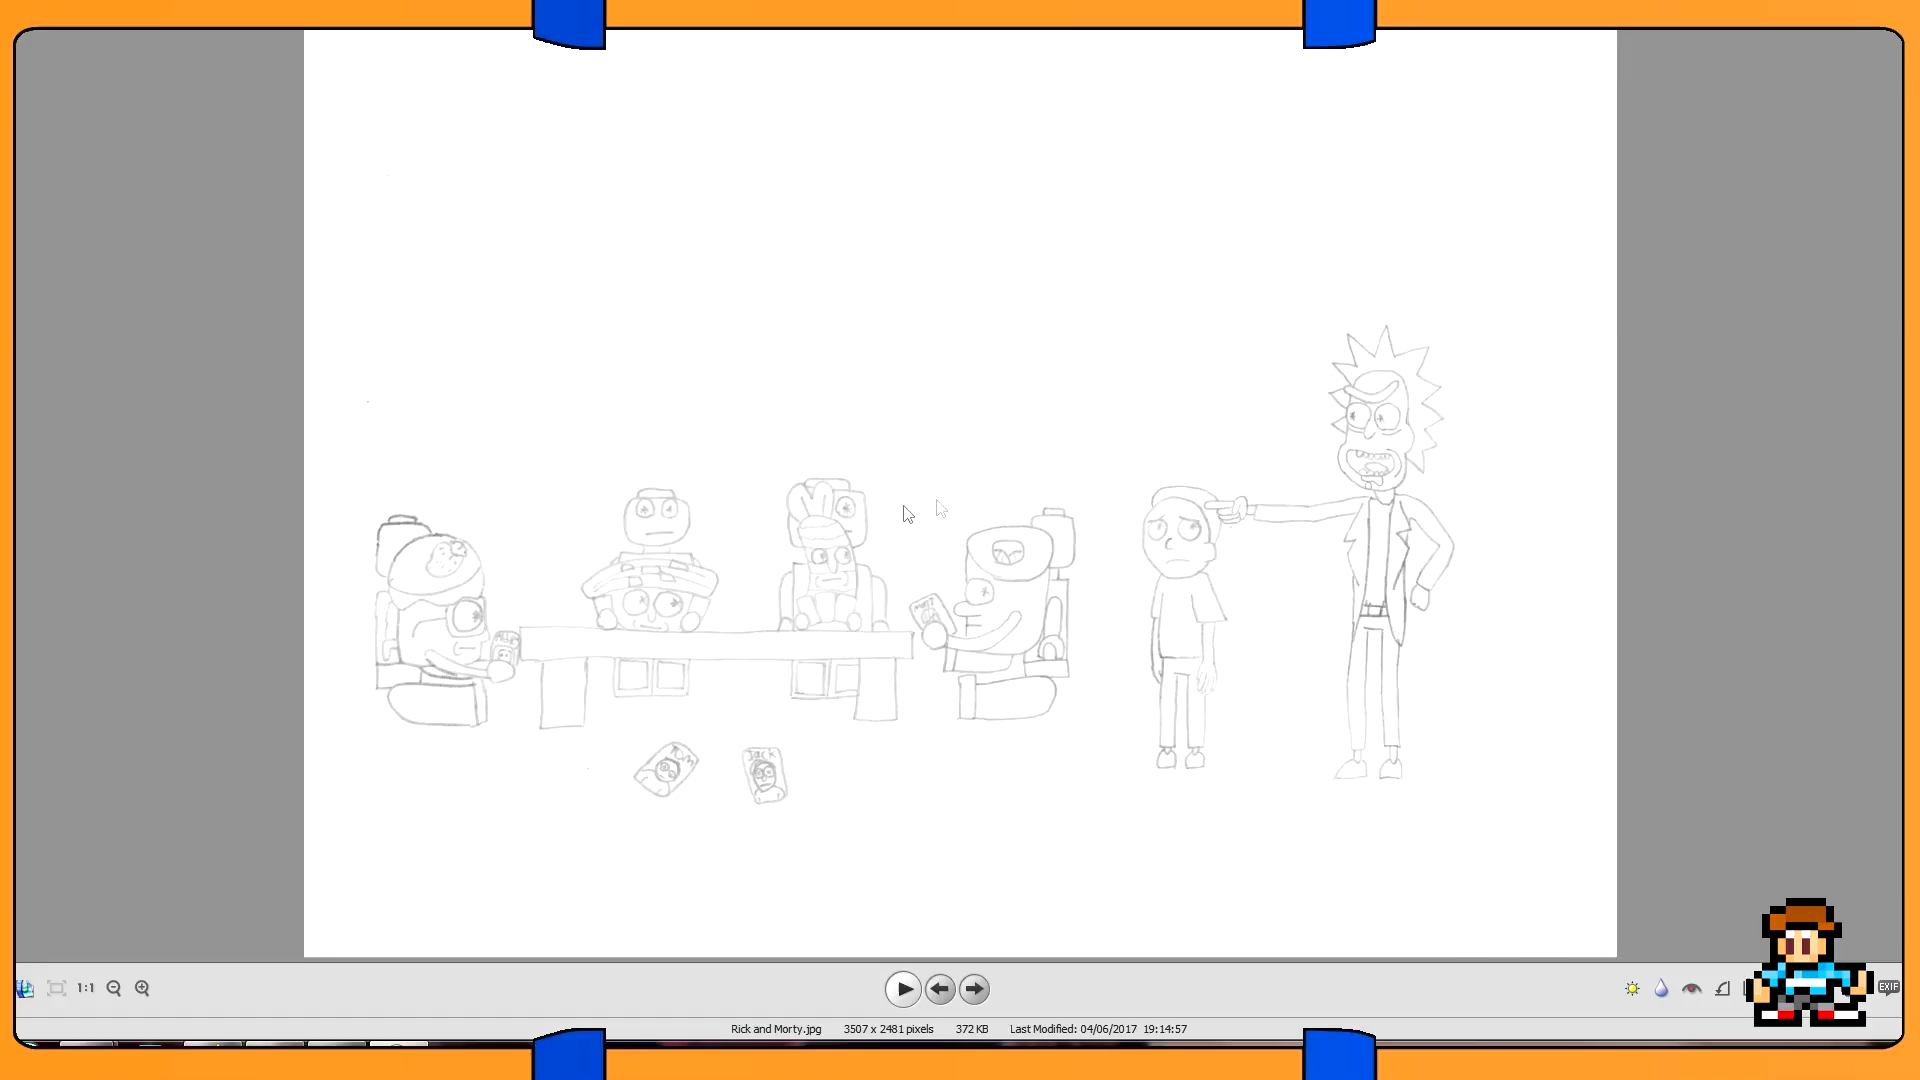 Jack
1:1
EXIF
Rick and Morty.jpg 3507 x 2481 pixels 372 KB Last Modified: 04/06/2017 19:14:57